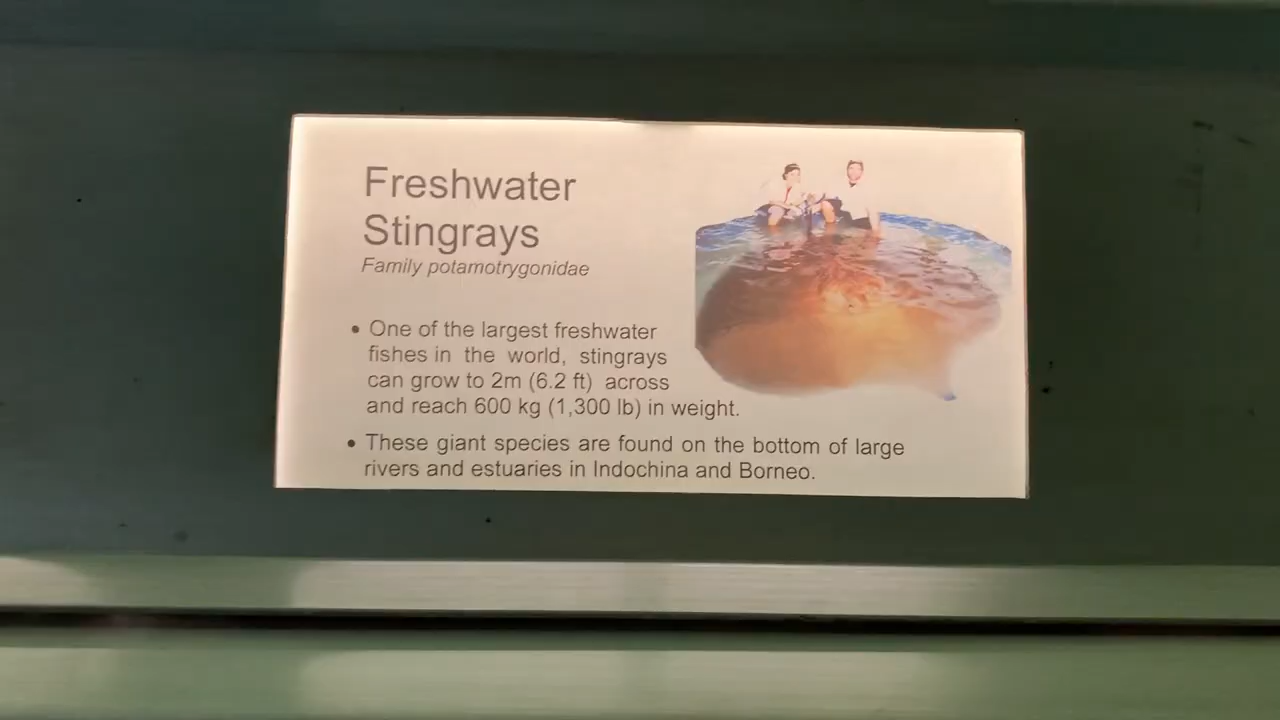 Freshwater
Stingrays
Family potamotrygonidae
• One of the largest freshwater
fishes in the world, stingrays
can grow to 2m (6.2 ft) across
and reach 600 kg (1,300 lb) in weight.
• These giant species are found on the bottom of large
rivers and estuaries in Indochina and Borneo.